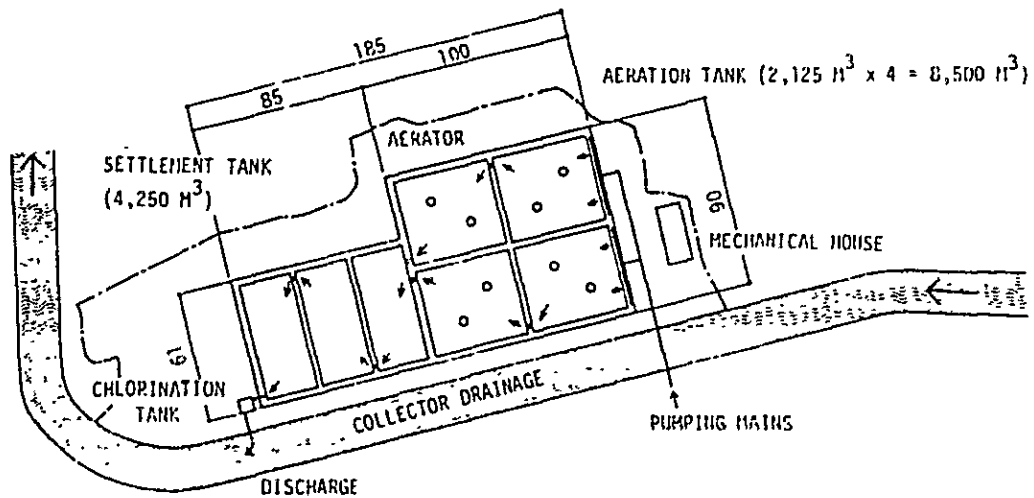 185
85
100
AERATION TANK (2,125 M³ x 4 = 8,500 M³)
AERATOR
SETTLEMENT TANK
(4,250 M³)
90
MECHANICAL HOUSE
61
CHLORINATION
TANK
COLLECTOR DRAINAGE
PUMPING MAINS
DISCHARGE